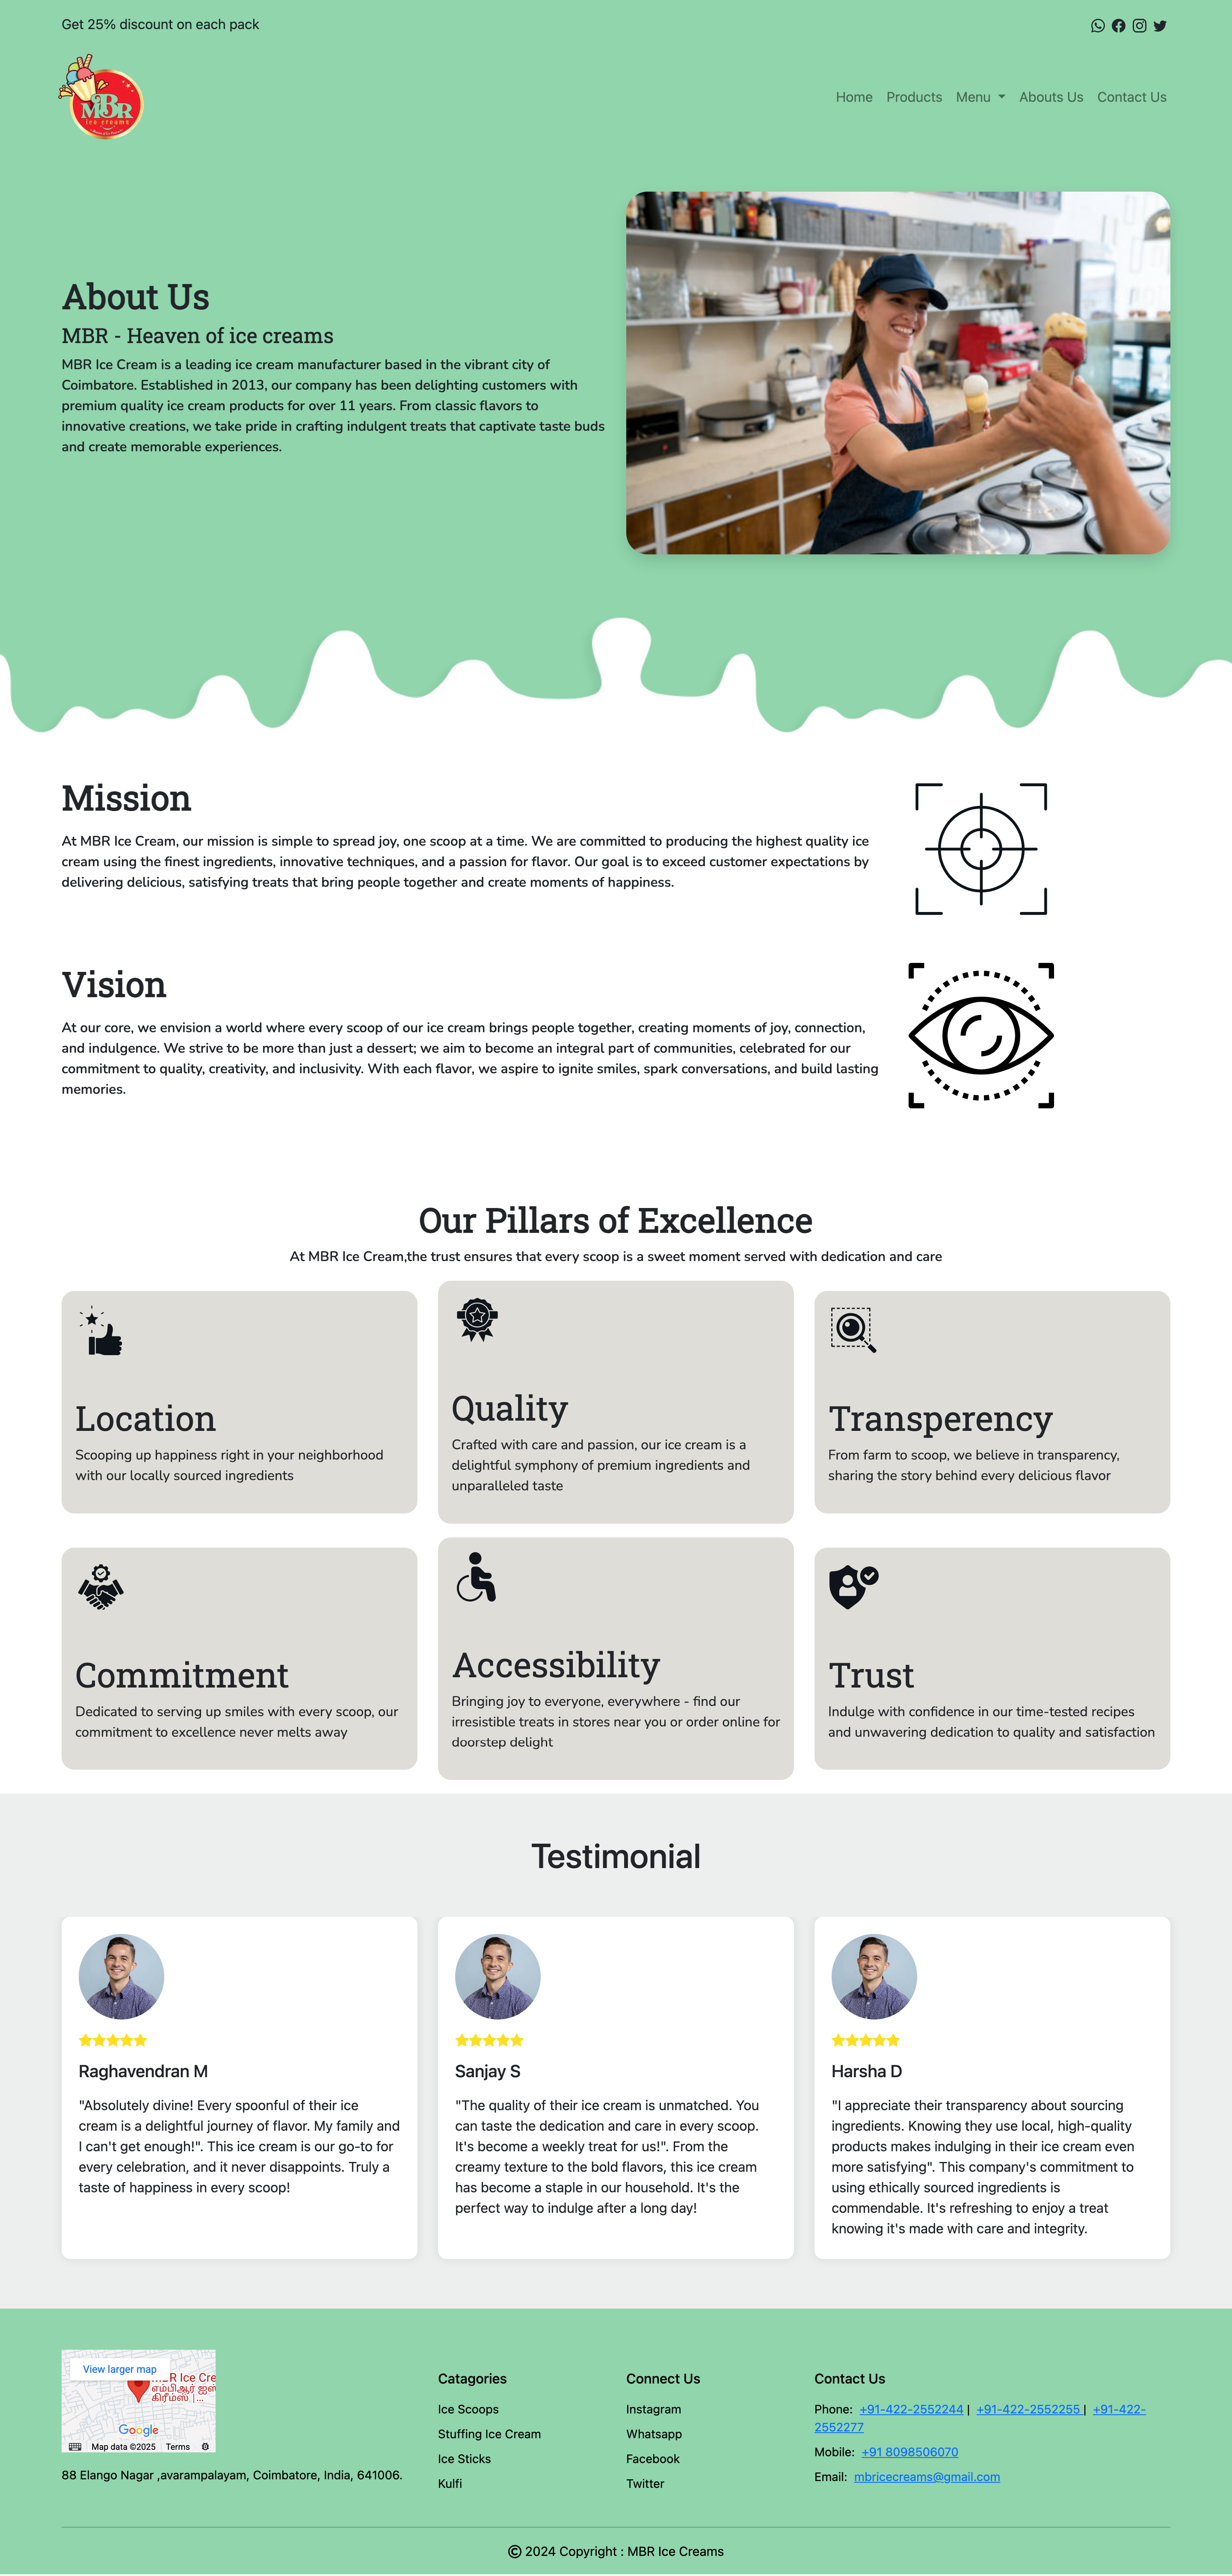 Get 25% discount on each pack
MBR
ice creams
Home Products Menu Abouts Us Contact Us
About Us
MBR - Heaven of ice creams
MBR Ice Cream is a leading ice cream manufacturer based in the vibrant city of
Coimbatore. Established in 2013, our company has been delighting customers with
premium quality ice cream products for over 11 years. From classic flavors to
innovative creations, we take pride in crafting indulgent treats that captivate taste buds
and create memorable experiences.
Mission
At MBR Ice Cream, our mission is simple to spread joy, one scoop at a time. We are committed to producing the highest quality ice
cream using the finest ingredients, innovative techniques, and a passion for flavor. Our goal is to exceed customer expectations by
delivering delicious, satisfying treats that bring people together and create moments of happiness.
Vision
At our core, we envision a world where every scoop of our ice cream brings people together, creating moments of joy, connection,
and indulgence. We strive to be more than just a dessert; we aim to become an integral part of communities, celebrated for our
commitment to quality, creativity, and inclusivity. With each flavor, we aspire to ignite smiles, spark conversations, and build lasting
memories.
Our Pillars of Excellence
At MBR Ice Cream,the trust ensures that every scoop is a sweet moment served with dedication and care
Location
Scooping up happiness right in your neighborhood
with our locally sourced ingredients
Quality
Crafted with care and passion, our ice cream is a
delightful symphony of premium ingredients and
unparalleled taste
Transperency
From farm to scoop, we believe in transparency,
sharing the story behind every delicious flavor
Commitment
Dedicated to serving up smiles with every scoop, our
commitment to excellence never melts away
Accessibility
Bringing joy to everyone, everywhere - find our
irresistible treats in stores near you or order online for
doorstep delight
Trust
Indulge with confidence in our time-tested recipes
and unwavering dedication to quality and satisfaction
Testimonial
Raghavendran M
"Absolutely divine! Every spoonful of their ice
cream is a delightful journey of flavor. My family and
I can't get enough!". This ice cream is our go-to for
every celebration, and it never disappoints. Truly a
taste of happiness in every scoop!
Sanjay S
"The quality of their ice cream is unmatched. You
can taste the dedication and care in every scoop.
It's become a weekly treat for us!". From the
creamy texture to the bold flavors, this ice cream
has become a staple in our household. It's the
perfect way to indulge after a long day!
Harsha D
"I appreciate their transparency about sourcing
ingredients. Knowing they use local, high-quality
products makes indulging in their ice cream even
more satisfying". This company's commitment to
using ethically sourced ingredients is
commendable. It's refreshing to enjoy a treat
knowing it's made with care and integrity.
View larger map
MBR Ice Cre
எம்பிஆர் ஐஸ்
கிரீம்ஸ் |...
Google
Map data ©2025 Terms
88 Elango Nagar ,avarampalayam, Coimbatore, India, 641006.
Catagories
Ice Scoops
Stuffing Ice Cream
Ice Sticks
Kulfi
Connect Us
Instagram
Whatsapp
Facebook
Twitter
Contact Us
Phone: +91-422-2552244 | +91-422-2552255 | +91-422-
2552277
Mobile: +91 8098506070
Email: mbricecreams@gmail.com
© 2024 Copyright : MBR Ice Creams